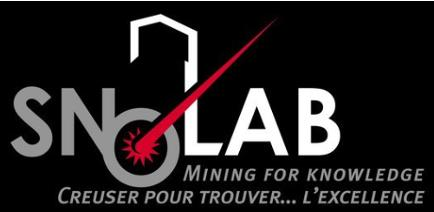 SNOLAB
MINING FOR KNOWLEDGE
CREUSER POUR TROUVER... L'EXCELLENCE